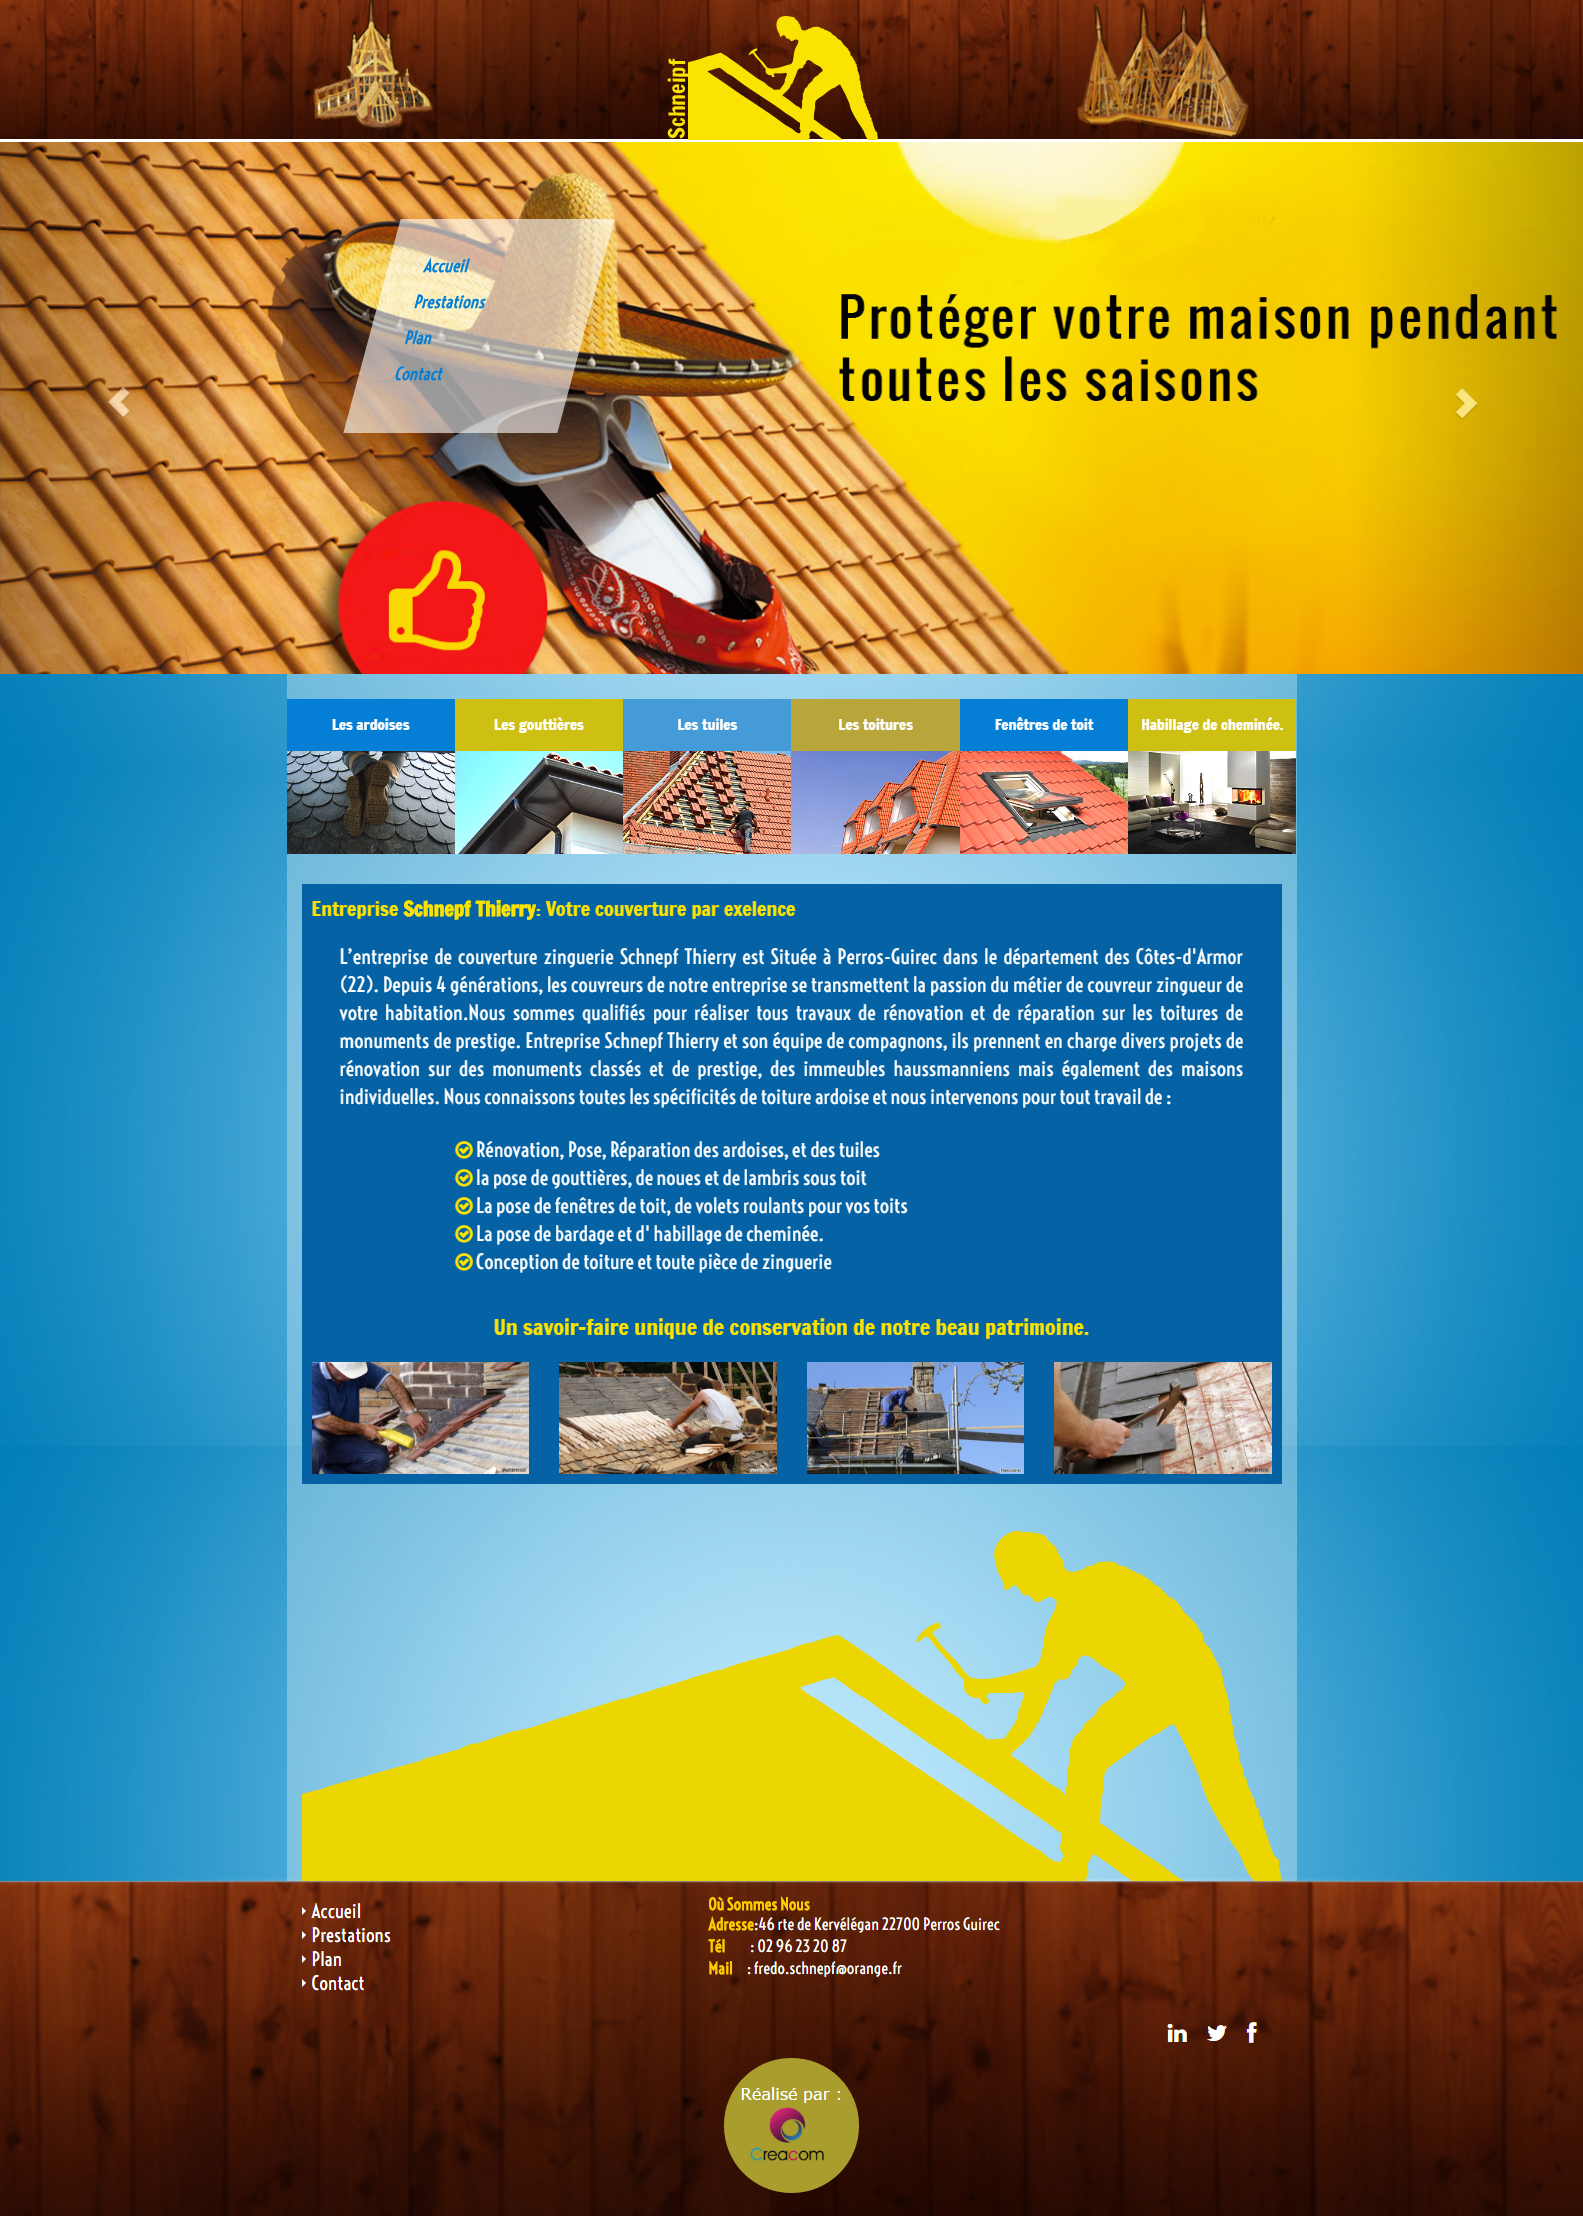 Schneipf
Accueil
Prestations
Plan
Contact
Protéger votre maison pendant
toutes les saisons
Les ardoises
Les gouttières
Les tuiles
Les toitures
Fenêtres de toit
Habillage de cheminée.
Entreprise Schnepf Thierry: Votre couverture par exelence
L'entreprise de couverture zinguerie Schnepf Thierry est Située à Perros-Guirec dans le département des Côtes-d'Armor
(22). Depuis 4 générations, les couvreurs de notre entreprise se transmettent la passion du métier de couvreur zingueur de
votre habitation.Nous sommes qualifiés pour réaliser tous travaux de rénovation et de réparation sur les toitures de
monuments de prestige. Entreprise Schnepf Thierry et son équipe de compagnons, ils prennent en charge divers projets de
rénovation sur des monuments classés et de prestige, des immeubles haussmanniens mais également des maisons
individuelles. Nous connaissons toutes les spécificités de toiture ardoise et nous intervenons pour tout travail de :
Rénovation, Pose, Réparation des ardoises, et des tuiles
la pose de gouttières, de noues et de lambris sous toit
La pose de fenêtres de toit, de volets roulants pour vos toits
La pose de bardage et d' habillage de cheminée.
Conception de toiture et toute pièce de zinguerie
Un savoir-faire unique de conservation de notre beau patrimoine.
Accueil
Prestations
Plan
Contact
Où Sommes Nous
Adresse:46 rte de Kervélégan 22700 Perros Guirec
Tél : 02 96 23 20 87
Mail : fredo.schnepf@orange.fr
Réalisé par :
Creacom